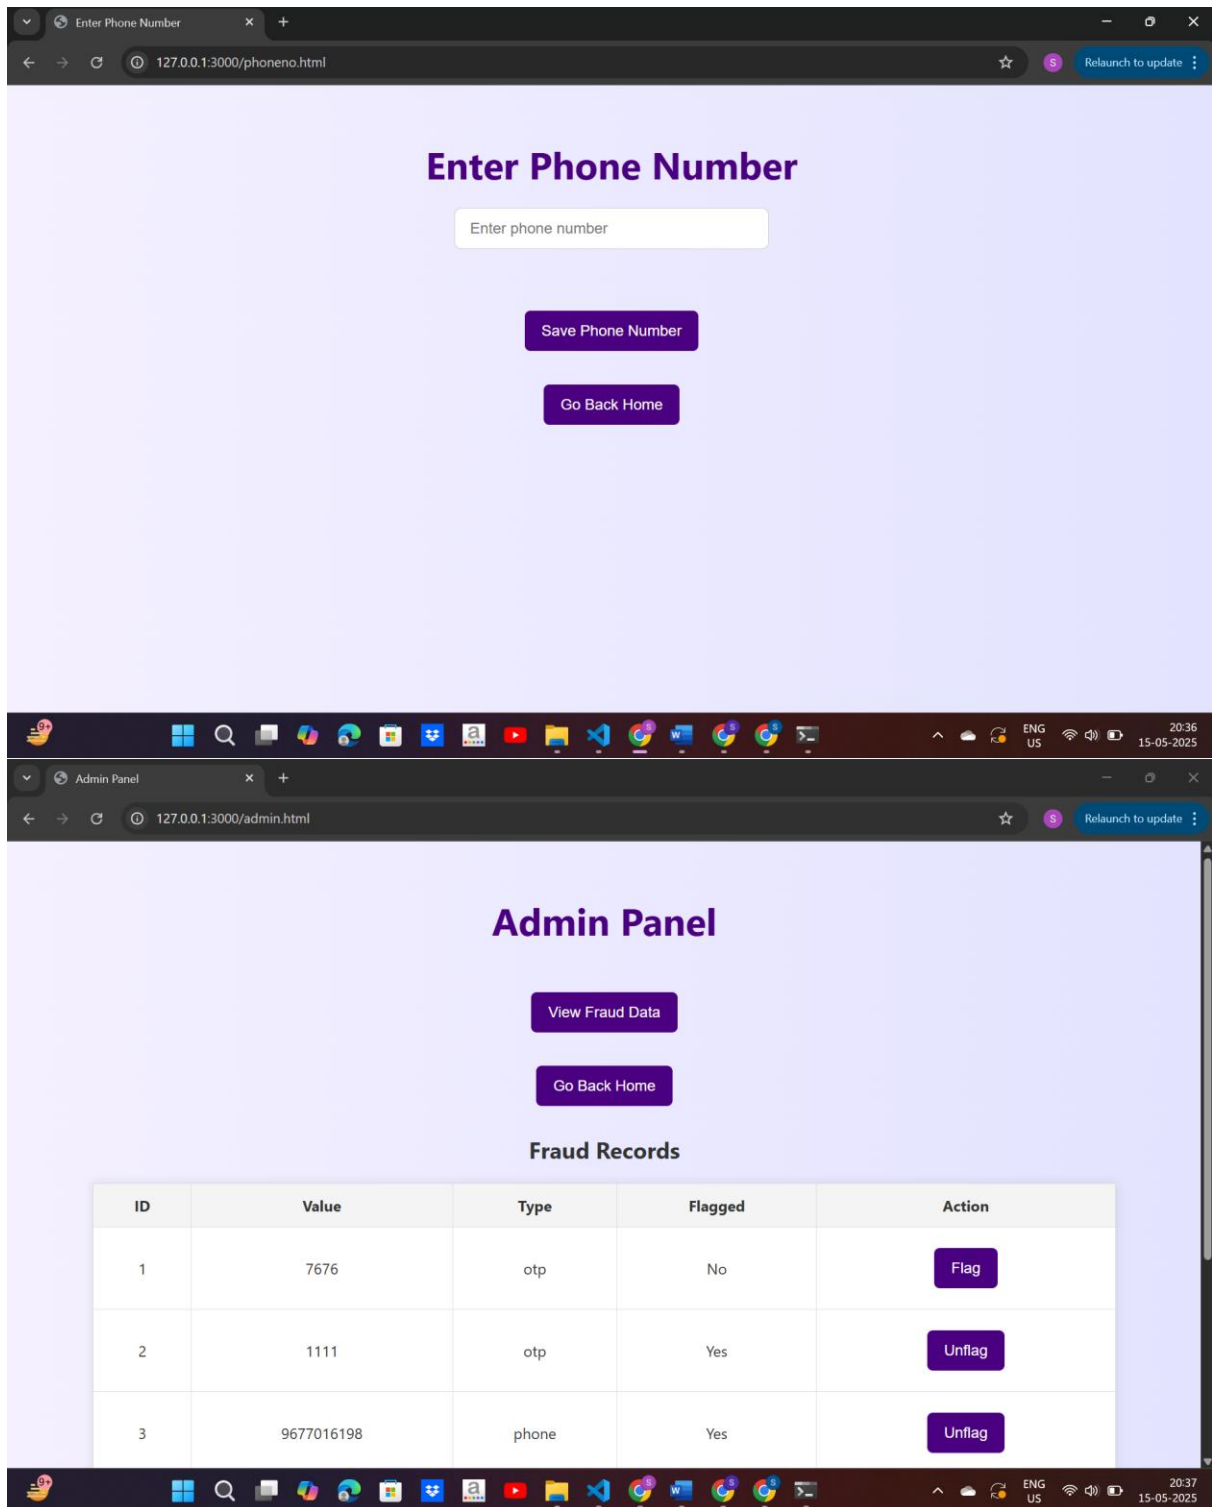 Enter Phone Number
127.0.0.1:3000/phoneno.html
S
Relaunch to update
Enter Phone Number
Enter phone number
Save Phone Number
Go Back Home
9+
a
S
W
S
S
ENG
US
20:36
15-05-2025
Admin Panel
127.0.0.1:3000/admin.html
S
Relaunch to update
Admin Panel
View Fraud Data
Go Back Home
Fraud Records
ID Value Type Flagged Action
1 7676 otp No Flag
2 1111 otp Yes Unflag
3 9677016198 phone Yes Unflag
9+
a
S
W
S
S
ENG
US
20:37
15-05-2025